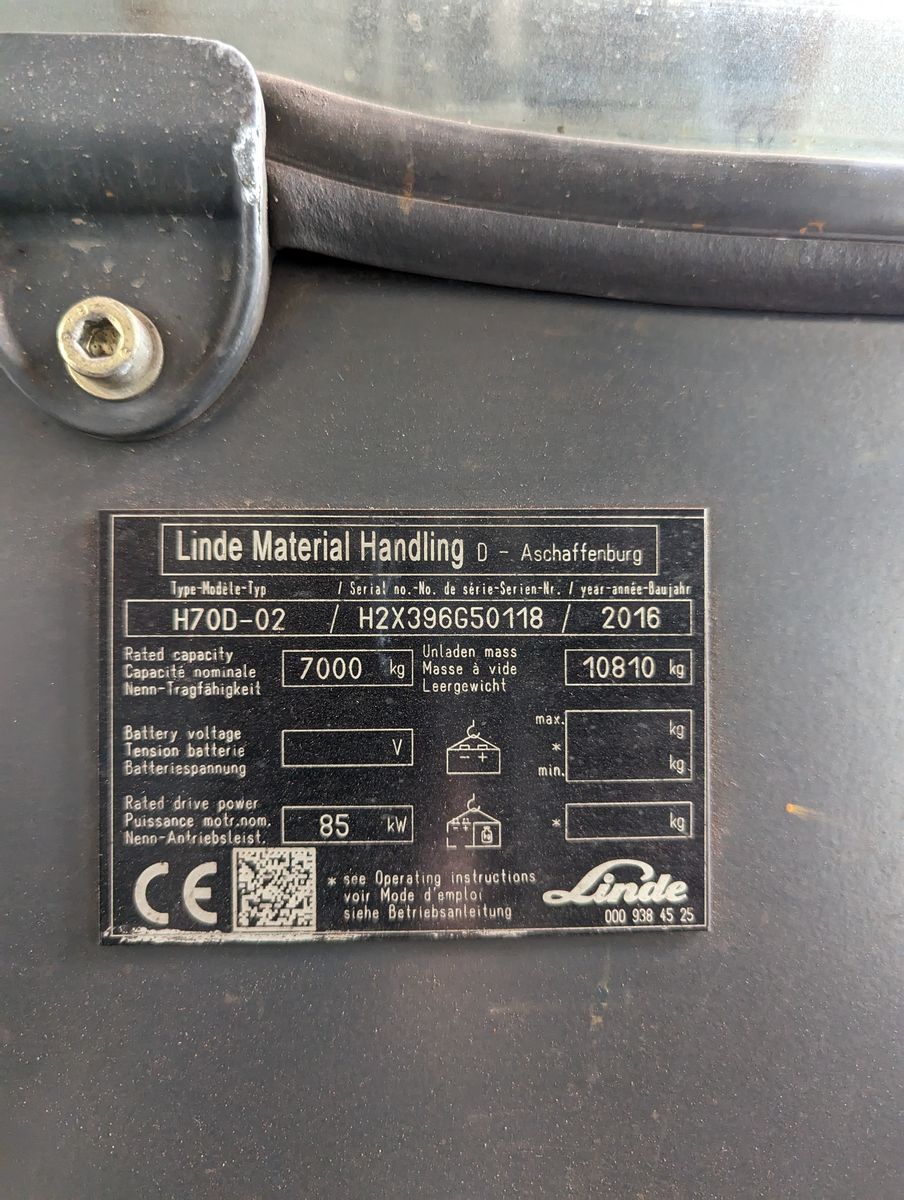 Linde Material Handling D - Aschaffenburg
Type-Modèle-Typ / Serial no.-No. de série-Serien-Nr. / year-année-Baujahr
H70D-02 / H2X396G50118 / 2016
Rated capacity
Capacité nominale
Nenn-Tragfähigkeit
7000 kg
Unladen mass
Masse à vide
Leergewicht
10810 kg
Battery voltage
Tension batterie
Batteriespannung
V
- +
max. kg
*
min. kg
Rated drive power
Puissance motr.nom.
Nenn-Antriebsleist.
85 kW
- +
kg
* kg
CE
* see Operating instructions
voir Mode d'emploi
siehe Betriebsanleitung
Linde
000 938 45 25